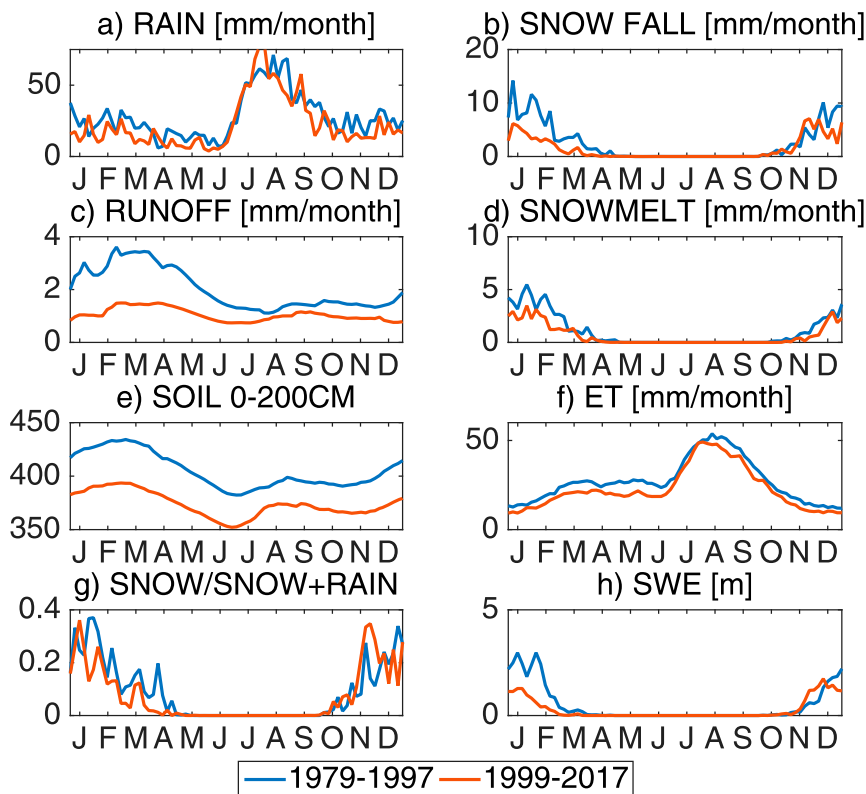 a) RAIN [mm/month]
50
0
J F M A M J J A S O N D
b) SNOW FALL [mm/month]
20
10
0
J F M A M J J A S O N D
c) RUNOFF [mm/month]
4
2
0
J F M A M J J A S O N D
d) SNOWMELT [mm/month]
10
5
0
J F M A M J J A S O N D
e) SOIL 0-200CM
450
400
350
J F M A M J J A S O N D
f) ET [mm/month]
50
0
J F M A M J J A S O N D
g) SNOW/SNOW+RAIN
0.4
0.2
0
J F M A M J J A S O N D
h) SWE [m]
5
0
J F M A M J J A S O N D
1979-1997 1999-2017